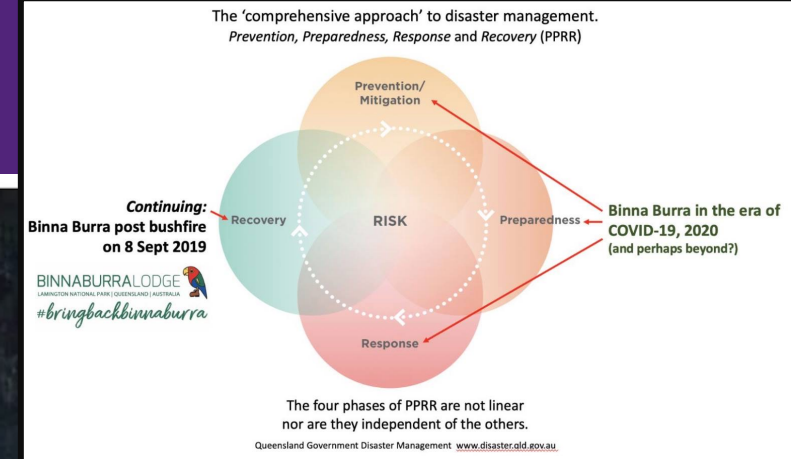 The ‘comprehensive approach’ to disaster management.
Prevention, Preparedness, Response and Recovery (PPRR)
Prevention/
Mitigation
Continuing:
Binna Burra post bushfire
on 8 Sept 2019
Recovery
RISK
Preparedness
Binna Burra in the era of
COVID-19, 2020
(and perhaps beyond?)
BINNABURRALODGE
LAMINGTON NATIONAL PARK | QUEENSLAND | AUSTRALIA
#bringbackbinnaburra
Response
The four phases of PPRR are not linear
nor are they independent of the others.
Queensland Government Disaster Management www.disaster.qld.gov.au